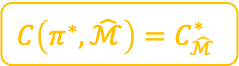 C(π*, M̂) = C*_M̂